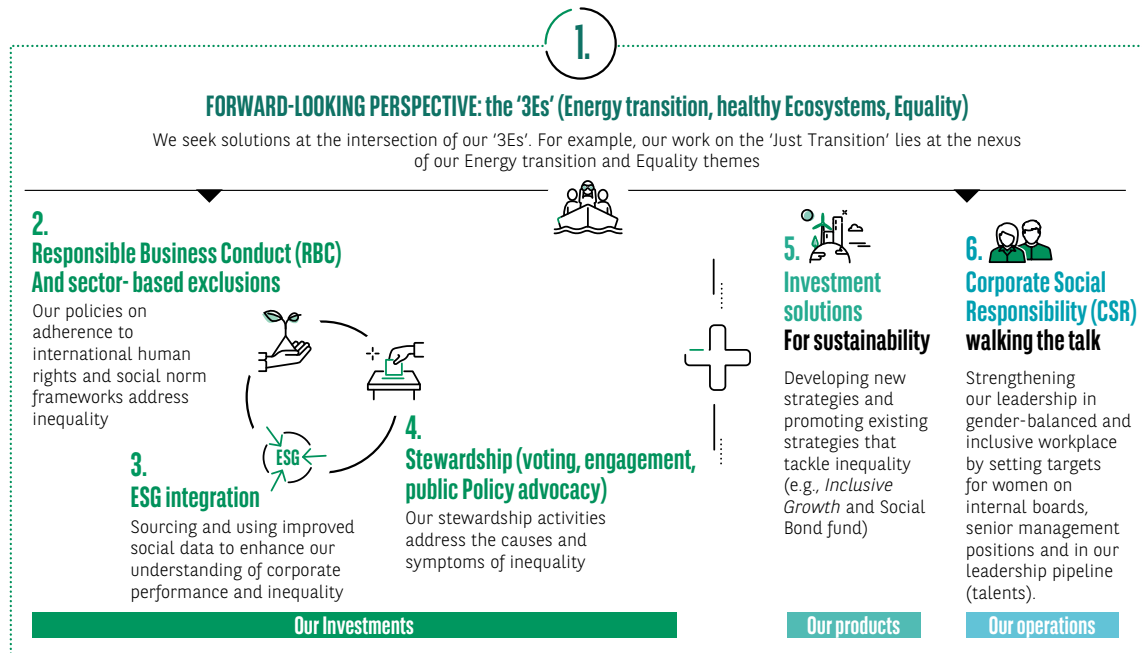 1.
FORWARD-LOOKING PERSPECTIVE: the ‘3Es’ (Energy transition, healthy Ecosystems, Equality)
We seek solutions at the intersection of our ‘3Es’. For example, our work on the ‘Just Transition’ lies at the nexus
of our Energy transition and Equality themes
2.
Responsible Business Conduct (RBC)
And sector- based exclusions
Our policies on
adherence to
international human
rights and social norm
frameworks address
inequality
ESG
3.
ESG integration
Sourcing and using improved
social data to enhance our
understanding of corporate
performance and inequality
4.
Stewardship (voting, engagement,
public Policy advocacy)
Our stewardship activities
address the causes and
symptoms of inequality
Our Investments
5.
Investment
solutions
For sustainability
Developing new
strategies and
promoting existing
strategies that
tackle inequality
(e.g., Inclusive
Growth and Social
Bond fund)
Our products
6.
Corporate Social
Responsibility (CSR)
walking the talk
Strengthening
our leadership in
gender-balanced and
inclusive workplace
by setting targets
for women on
internal boards,
senior management
positions and in our
leadership pipeline
(talents).
Our operations